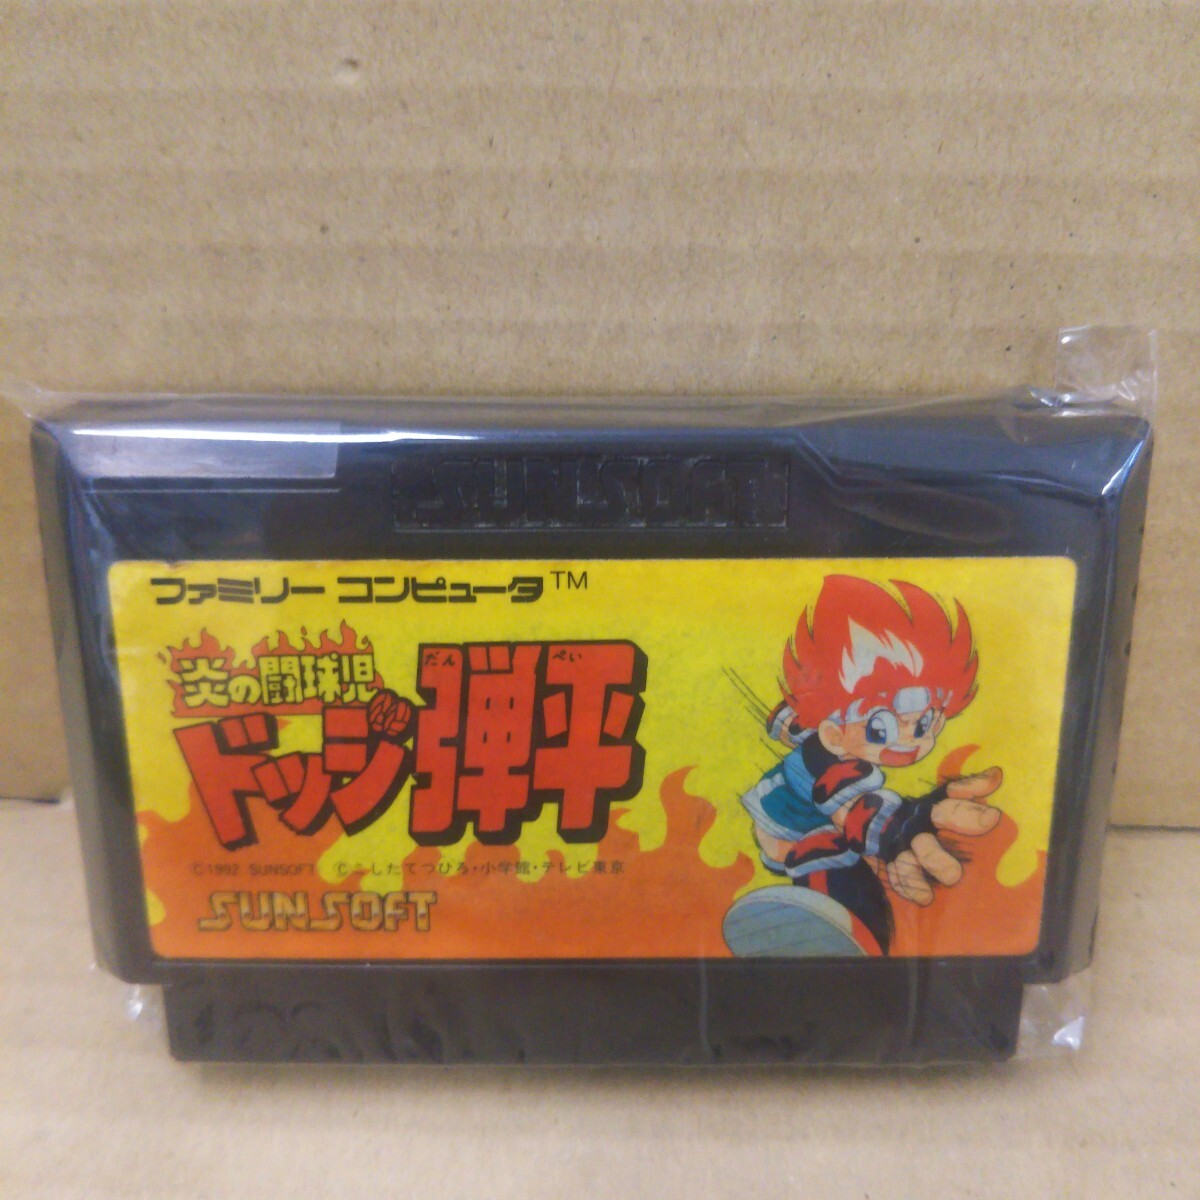 SUNSOFT
ファミリー コンピュータ™
炎の闘球児
だん ぺい
ドッジ弾平
©1992 SUNSOFT ©こしたてつひろ・小学館・テレビ東京
SUNSOFT